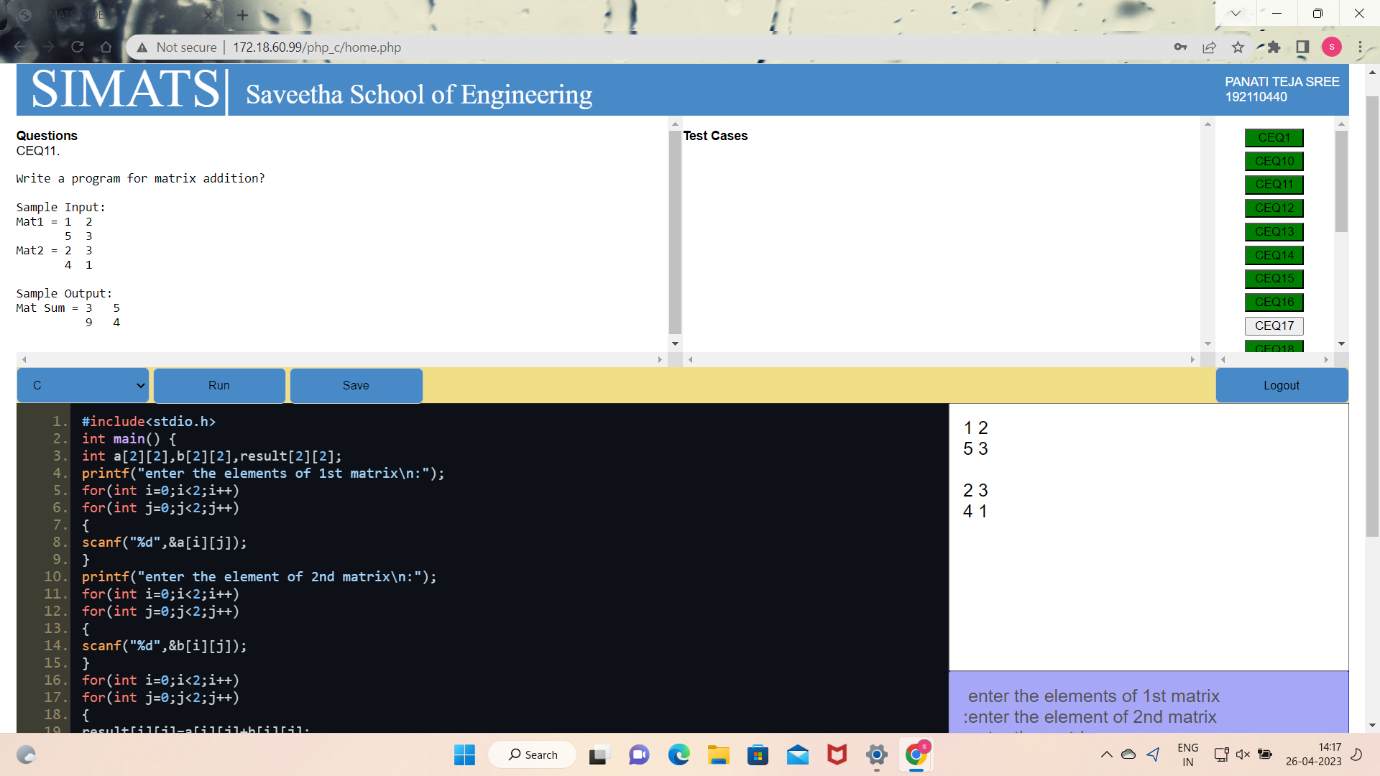 Not secure | 172.18.60.99/php_c/home.php
S
SIMATS
Saveetha School of Engineering
PANATI TEJA SREE
192110440
Questions
CEQ11.
Write a program for matrix addition?
Sample Input:
Mat1 = 1 2
5 3
Mat2 = 2 3
4 1
Sample Output:
Mat Sum = 3 5
9 4
Test Cases
CEQ1
CEQ10
CEQ11
CEQ12
CEQ13
CEQ14
CEQ15
CEQ16
CEQ17
CEQ18
C
Run
Save
Logout
1. #include<stdio.h>
2. int main() {
3. int a[2][2],b[2][2],result[2][2];
4. printf("enter the elements of 1st matrix\n:");
5. for(int i=0;i<2;i++)
6. for(int j=0;j<2;j++)
7. {
8. scanf("%d",&a[i][j]);
9. }
10. printf("enter the element of 2nd matrix\n:");
11. for(int i=0;i<2;i++)
12. for(int j=0;j<2;j++)
13. {
14. scanf("%d",&b[i][j]);
15. }
16. for(int i=0;i<2;i++)
17. for(int j=0;j<2;j++)
18. {
19. result[i][j]=a[i][j]+b[i][j];
1 2
5 3
2 3
4 1
enter the elements of 1st matrix
:enter the element of 2nd matrix
Search
ENG
IN
14:17
26-04-2023